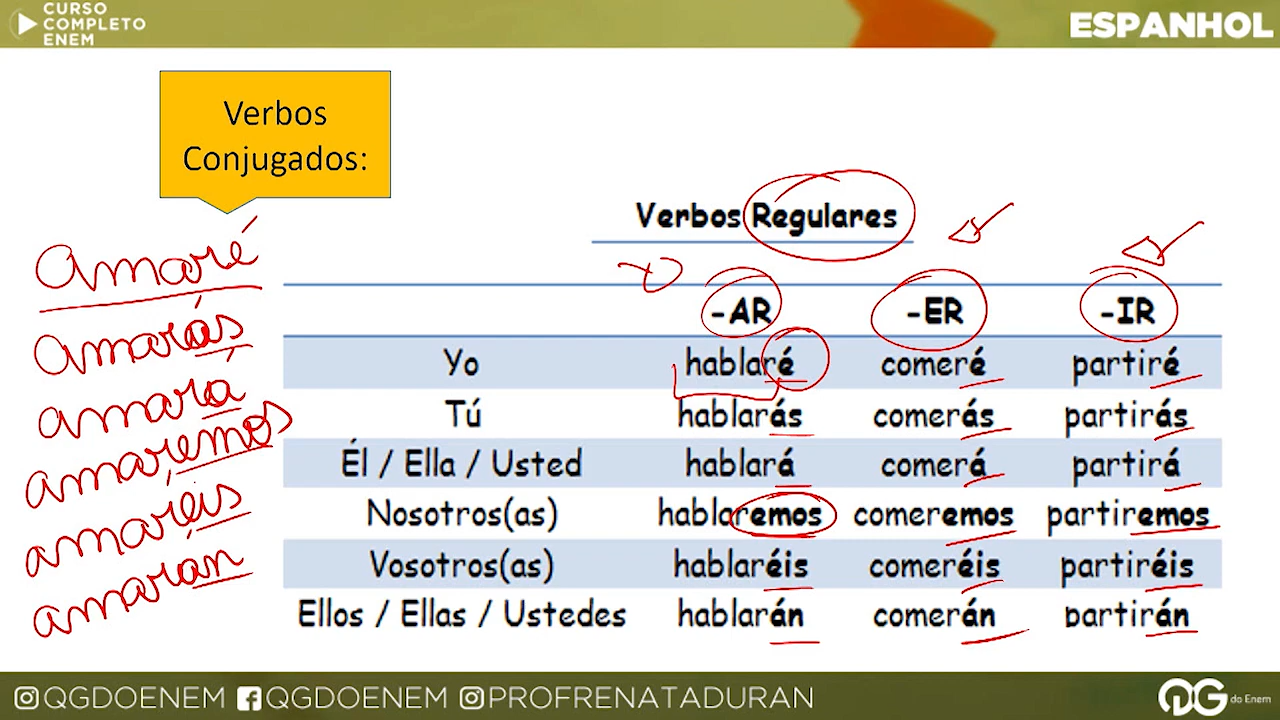 CURSO
COMPLETO
ENEM
ESPANHOL
Verbos
Conjugados:
Verbos Regulares
-AR -ER -IR
Yo hablaré comeré partiré
Tú hablarás comerás partirás
Él / Ella / Usted hablará comerá partirá
Nosotros(as) hablaremos comeremos partiremos
Vosotros(as) hablaréis comeréis partiréis
Ellos / Ellas / Ustedes hablarán comerán partirán
Amaré
Amarás
amará
amaremos
amaréis
amarán
@QGDOENEM QGDOENEM @PROFRENATADURAN
QG do Enem